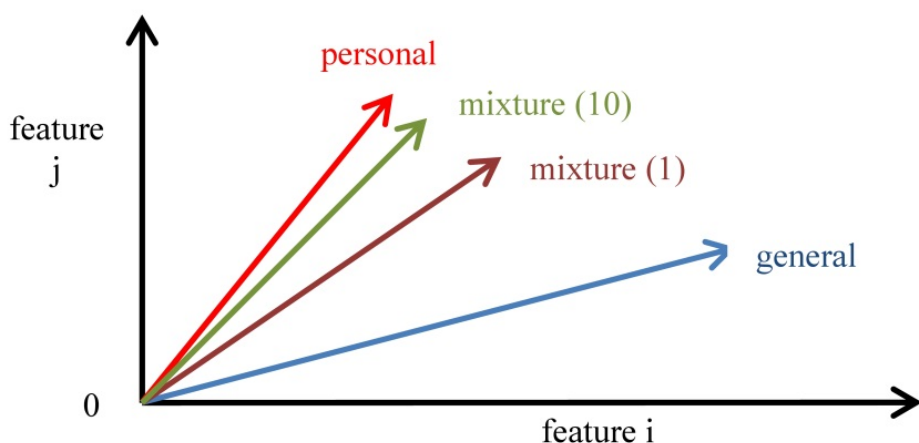 personal
mixture (10)
feature
j
mixture (1)
general
0
feature i